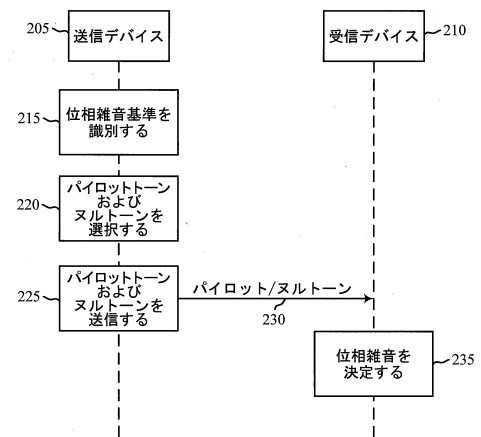 205
送信デバイス
受信デバイス
210
215
位相雑音基準を
識別する
220
パイロットトーン
および
ヌルトーンを
選択する
225
パイロットトーン
および
ヌルトーンを
送信する
パイロット/ヌルトーン
230
位相雑音を
決定する
235